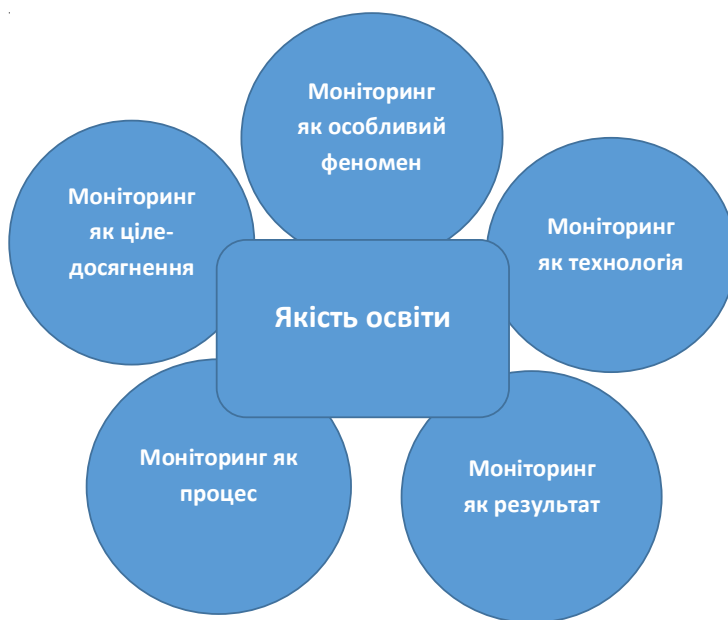 Моніторинг
як особливий
феномен
Моніторинг
як ціле-
досягнення
Моніторинг
як технологія
Якість освіти
Моніторинг як
процес
Моніторинг
як результат